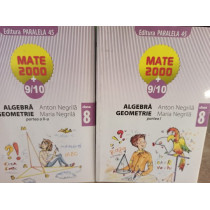 Editura PARALELA 45
MATE
2000
+
9/10
ALGEBRĂ
GEOMETRIE
Anton Negrilă
Maria Negrilă
partea a II-a
clasa
8
Editura PARALELA 45
MATE
2000
+
9/10
ALGEBRĂ
GEOMETRIE
Anton Negrilă
Maria Negrilă
partea I
clasa
8